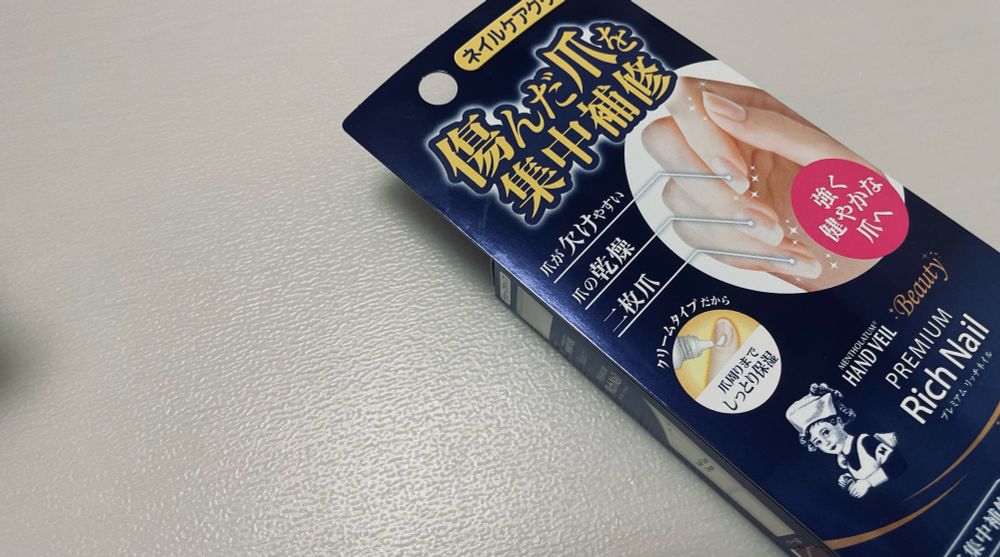 ネイルケアクリ
傷んだ爪を
集中補修
爪が欠けやすい
爪の乾燥
二枚爪
強く
健やかな
爪へ
クリームタイプだから
爪周りまで
しっとり保湿
Beauty
MENTHOLATUM®
HAND VEIL
PREMIUM
Rich Nail
プレミアム リッチネイル
集中補修